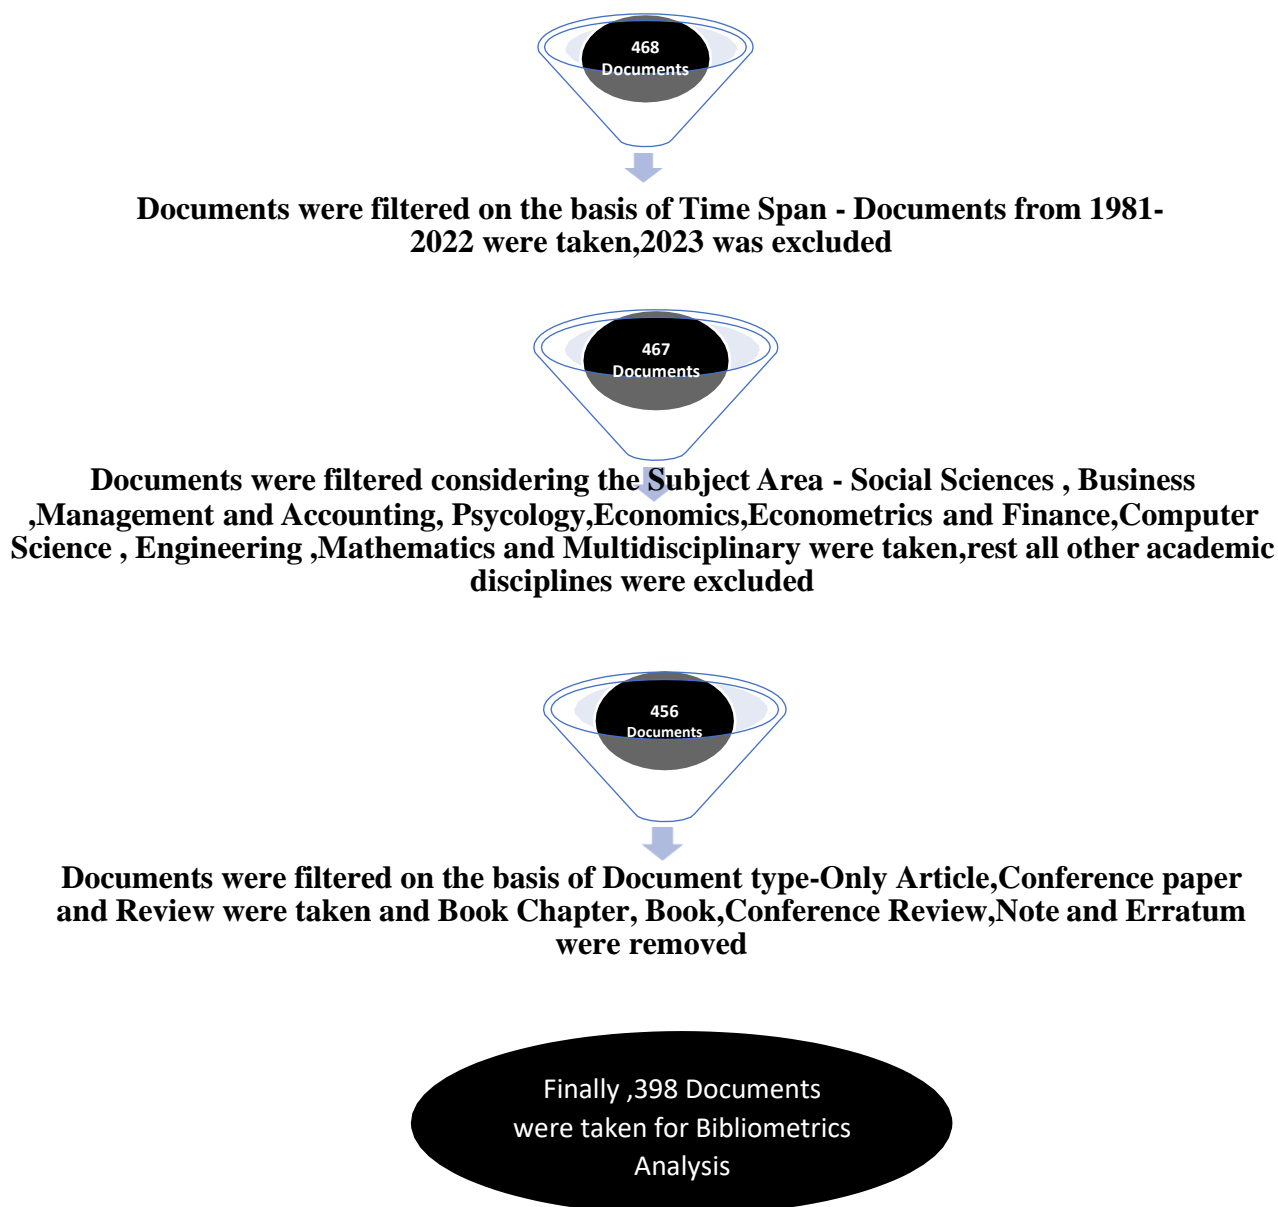 468
Documents
Documents were filtered on the basis of Time Span - Documents from 1981-
2022 were taken,2023 was excluded
467
Documents
Documents were filtered considering the Subject Area - Social Sciences , Business
,Management and Accounting, Psycology,Economics,Econometrics and Finance,Computer
Science , Engineering ,Mathematics and Multidisciplinary were taken,rest all other academic
disciplines were excluded
456
Documents
Documents were filtered on the basis of Document type-Only Article,Conference paper
and Review were taken and Book Chapter, Book,Conference Review,Note and Erratum
were removed
Finally ,398 Documents
were taken for Bibliometrics
Analysis